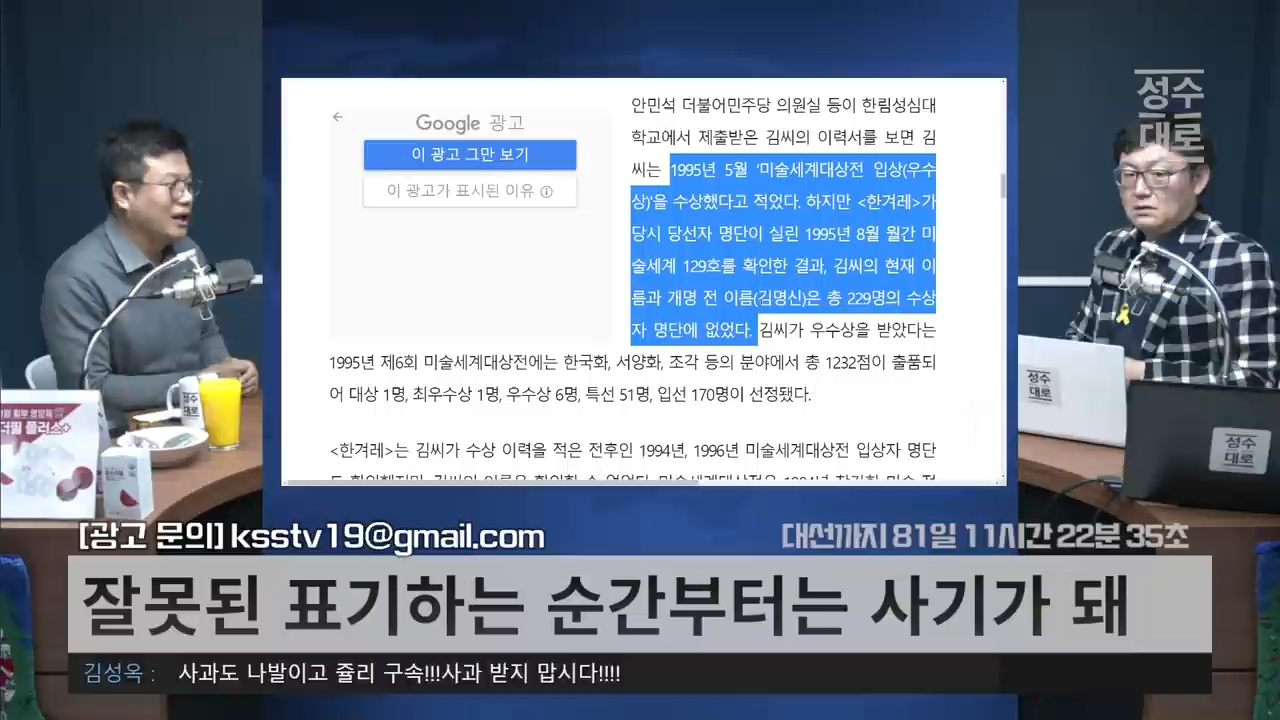 성수
대로
Google 광고
이 광고 그만 보기
이 광고가 표시된 이유
안민석 더불어민주당 의원실 등이 한림성심대
학교에서 제출받은 김씨의 이력서를 보면 김
씨는 1995년 5월 ‘미술세계대상전 입상(우수
상)’을 수상했다고 적었다. 하지만 <한겨레>가
당시 당선자 명단이 실린 1995년 8월 월간 미
술세계 129호를 확인한 결과, 김씨의 현재 이
름과 개명 전 이름(김명신)은 총 229명의 수상
자 명단에 없었다. 김씨가 우수상을 받았다는
1995년 제6회 미술세계대상전에는 한국화, 서양화, 조각 등의 분야에서 총 1232점이 출품되
어 대상 1명, 최우수상 1명, 우수상 6명, 특선 51명, 입선 170명이 선정됐다.
<한겨레>는 김씨가 수상 이력을 적은 전후인 1994년, 1996년 미술세계대상전 입상자 명단
성수
대로
더필 플러스+
성수
대로
성수
대로
[광고 문의] ksstv19@gmail.com
대선까지 81일 11시간 22분 35초
잘못된 표기하는 순간부터는 사기가 돼
김성옥 : 사과도 나발이고 쥴리 구속!!!사과 받지 맙시다!!!!